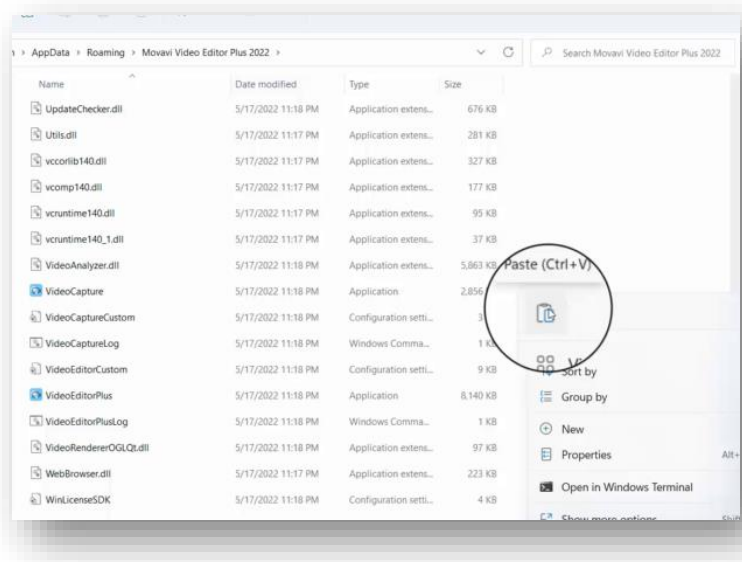 › AppData › Roaming › Movavi Video Editor Plus 2022 ›
Search Movavi Video Editor Plus 2022
Name Date modified Type Size
UpdateChecker.dll 5/17/2022 11:18 PM Application extens... 676 KB
Utils.dll 5/17/2022 11:17 PM Application extens... 281 KB
vccorlib140.dll 5/17/2022 11:17 PM Application extens... 327 KB
vcomp140.dll 5/17/2022 11:17 PM Application extens... 177 KB
vcruntime140.dll 5/17/2022 11:17 PM Application extens... 95 KB
vcruntime140_1.dll 5/17/2022 11:17 PM Application extens... 37 KB
VideoAnalyzer.dll 5/17/2022 11:18 PM Application extens... 5,863 KB
Paste (Ctrl+V)
VideoCapture 5/17/2022 11:18 PM Application 2,856
VideoCaptureCustom 5/17/2022 11:18 PM Configuration setti... 3
VideoCaptureLog 5/17/2022 11:18 PM Windows Comma... 1 KB
VideoEditorCustom 5/17/2022 11:18 PM Configuration setti... 9 KB
Sort by
VideoEditorPlus 5/17/2022 11:18 PM Application 8,140 KB
Group by
VideoEditorPlusLog 5/17/2022 11:18 PM Windows Comma... 1 KB
New
VideoRendererOGLQt.dll 5/17/2022 11:18 PM Application extens... 97 KB
Properties Alt+
WebBrowser.dll 5/17/2022 11:17 PM Application extens... 223 KB
Open in Windows Terminal
WinLicenseSDK 5/17/2022 11:18 PM Configuration setti... 4 KB
Show more options Shift